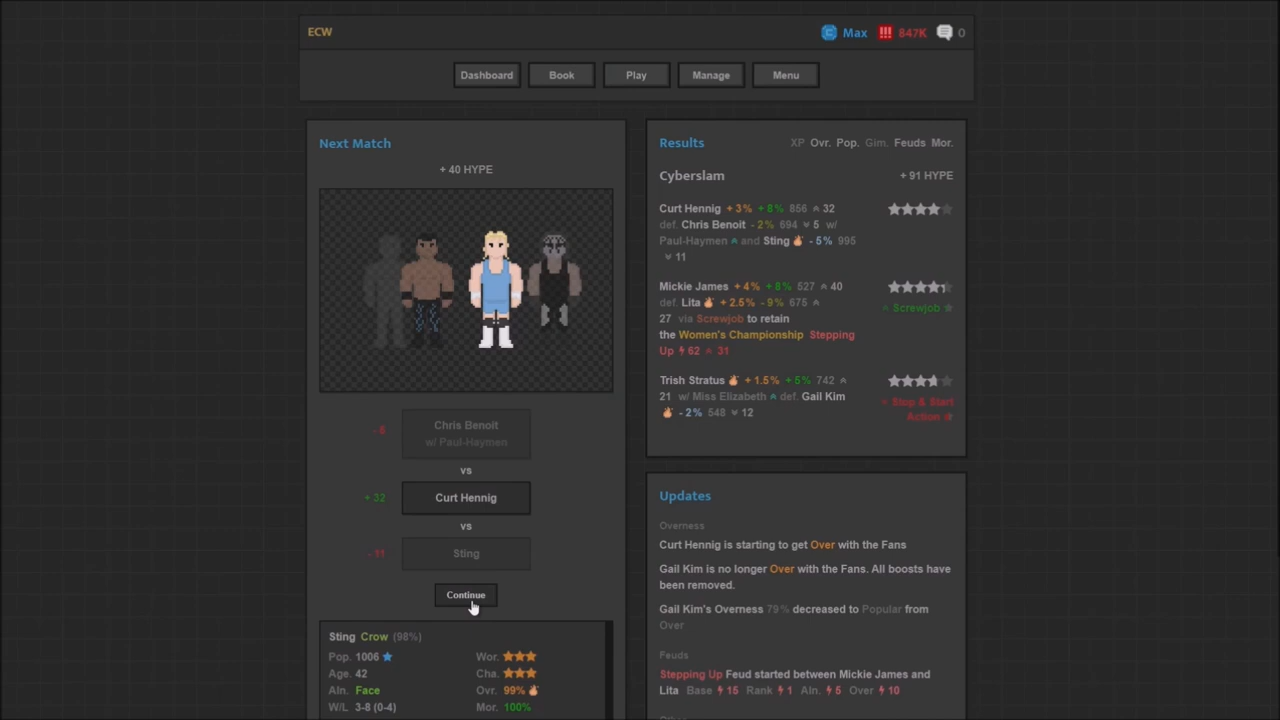 ECW
Max 847K 0
Dashboard Book Play Manage Menu
Next Match
+ 40 HYPE
- 5 Chris Benoit
w/ Paul-Haymen
vs
+ 32 Curt Hennig
vs
- 11 Sting
Continue
Sting Crow (98%)
Pop. 1006 Wor.
Age. 42 Cha.
Aln. Face Ovr. 99%
W/L 3-8 (0-4) Mor. 100%
Results XP Ovr. Pop. Gim. Feuds Mor.
Cyberslam + 91 HYPE
Curt Hennig + 3% + 8% 856 32
def. Chris Benoit - 2% 694 5 w/
Paul-Haymen and Sting - 5% 995
11
Mickie James + 4% + 8% 527 40
def. Lita + 2.5% - 9% 675
27 via Screwjob to retain
the Women's Championship Stepping
Up 62 31
Screwjob
Trish Stratus + 1.5% + 5% 742
21 w/ Miss Elizabeth def. Gail Kim
- 2% 548 12
Stop & Start
Action
Updates
Overness
Curt Hennig is starting to get Over with the Fans
Gail Kim is no longer Over with the Fans. All boosts have
been removed.
Gail Kim's Overness 79% decreased to Popular from
Over
Feuds
Stepping Up Feud started between Mickie James and
Lita Base 15 Rank 1 Aln. 5 Over 10